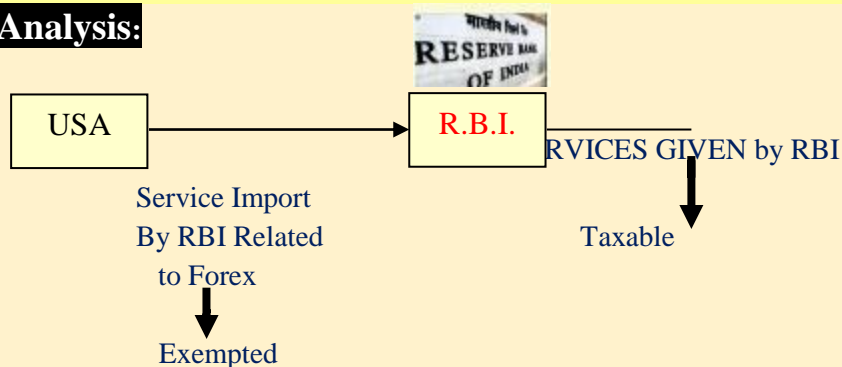 Analysis:
RESERVE BANK
OF INDIA
USA
R.B.I.
RVICES GIVEN by RBI
Service Import
By RBI Related
to Forex
Taxable
Exempted